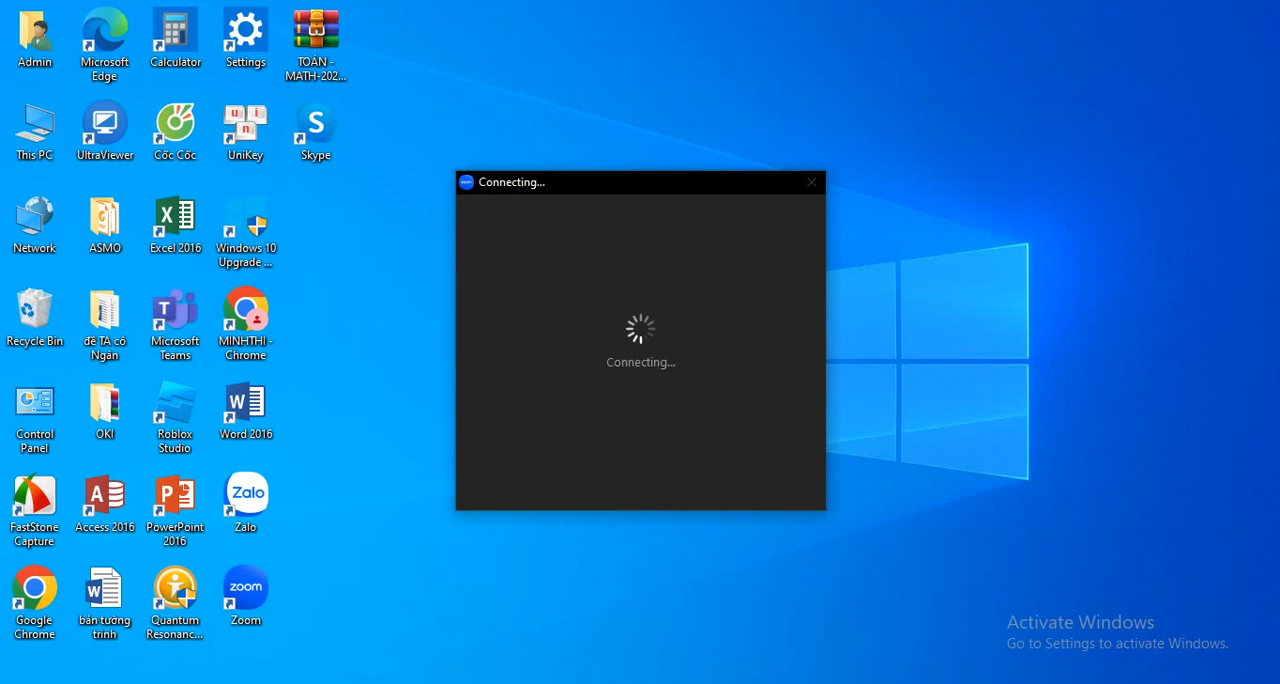 Admin
Microsoft
Edge
Calculator
Settings
TOÁN -
MATH-202...
This PC
UltraViewer
Cốc Cốc
u i
n
UniKey
S
Skype
Network
ASMO
X
Excel 2016
Windows 10
Upgrade ...
Recycle Bin
đề TA có
Ngân
T
Microsoft
Teams
MINHTHI -
Chrome
Control
Panel
OKI
Roblox
Studio
W
Word 2016
FastStone
Capture
A
Access 2016
P
PowerPoint
2016
Zalo
Zalo
Google
Chrome
W
bản tường
trình
Quantum
Resonanc...
zoom
Zoom
Connecting...
Connecting...
Activate Windows
Go to Settings to activate Windows.